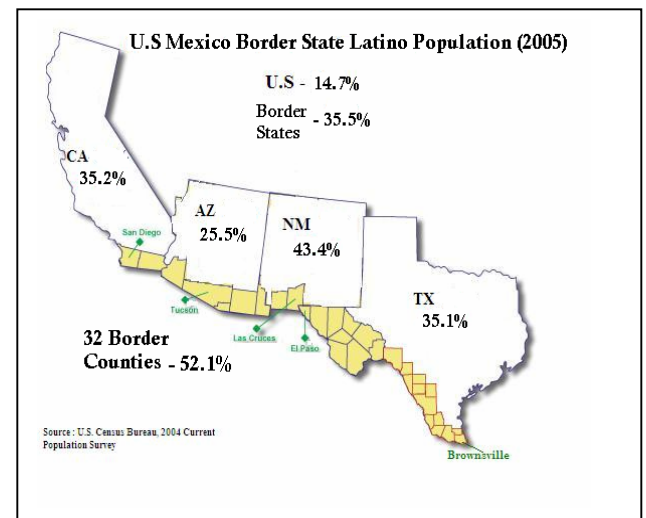 U.S Mexico Border State Latino Population (2005)
U.S - 14.7%
Border
States - 35.5%
CA
35.2%
AZ
25.5%
NM
43.4%
TX
35.1%
San Diego
Tucson
Las Cruces
El Paso
32 Border
Counties - 52.1%
Source : U.S. Census Bureau, 2004 Current
Population Survey
Brownsville